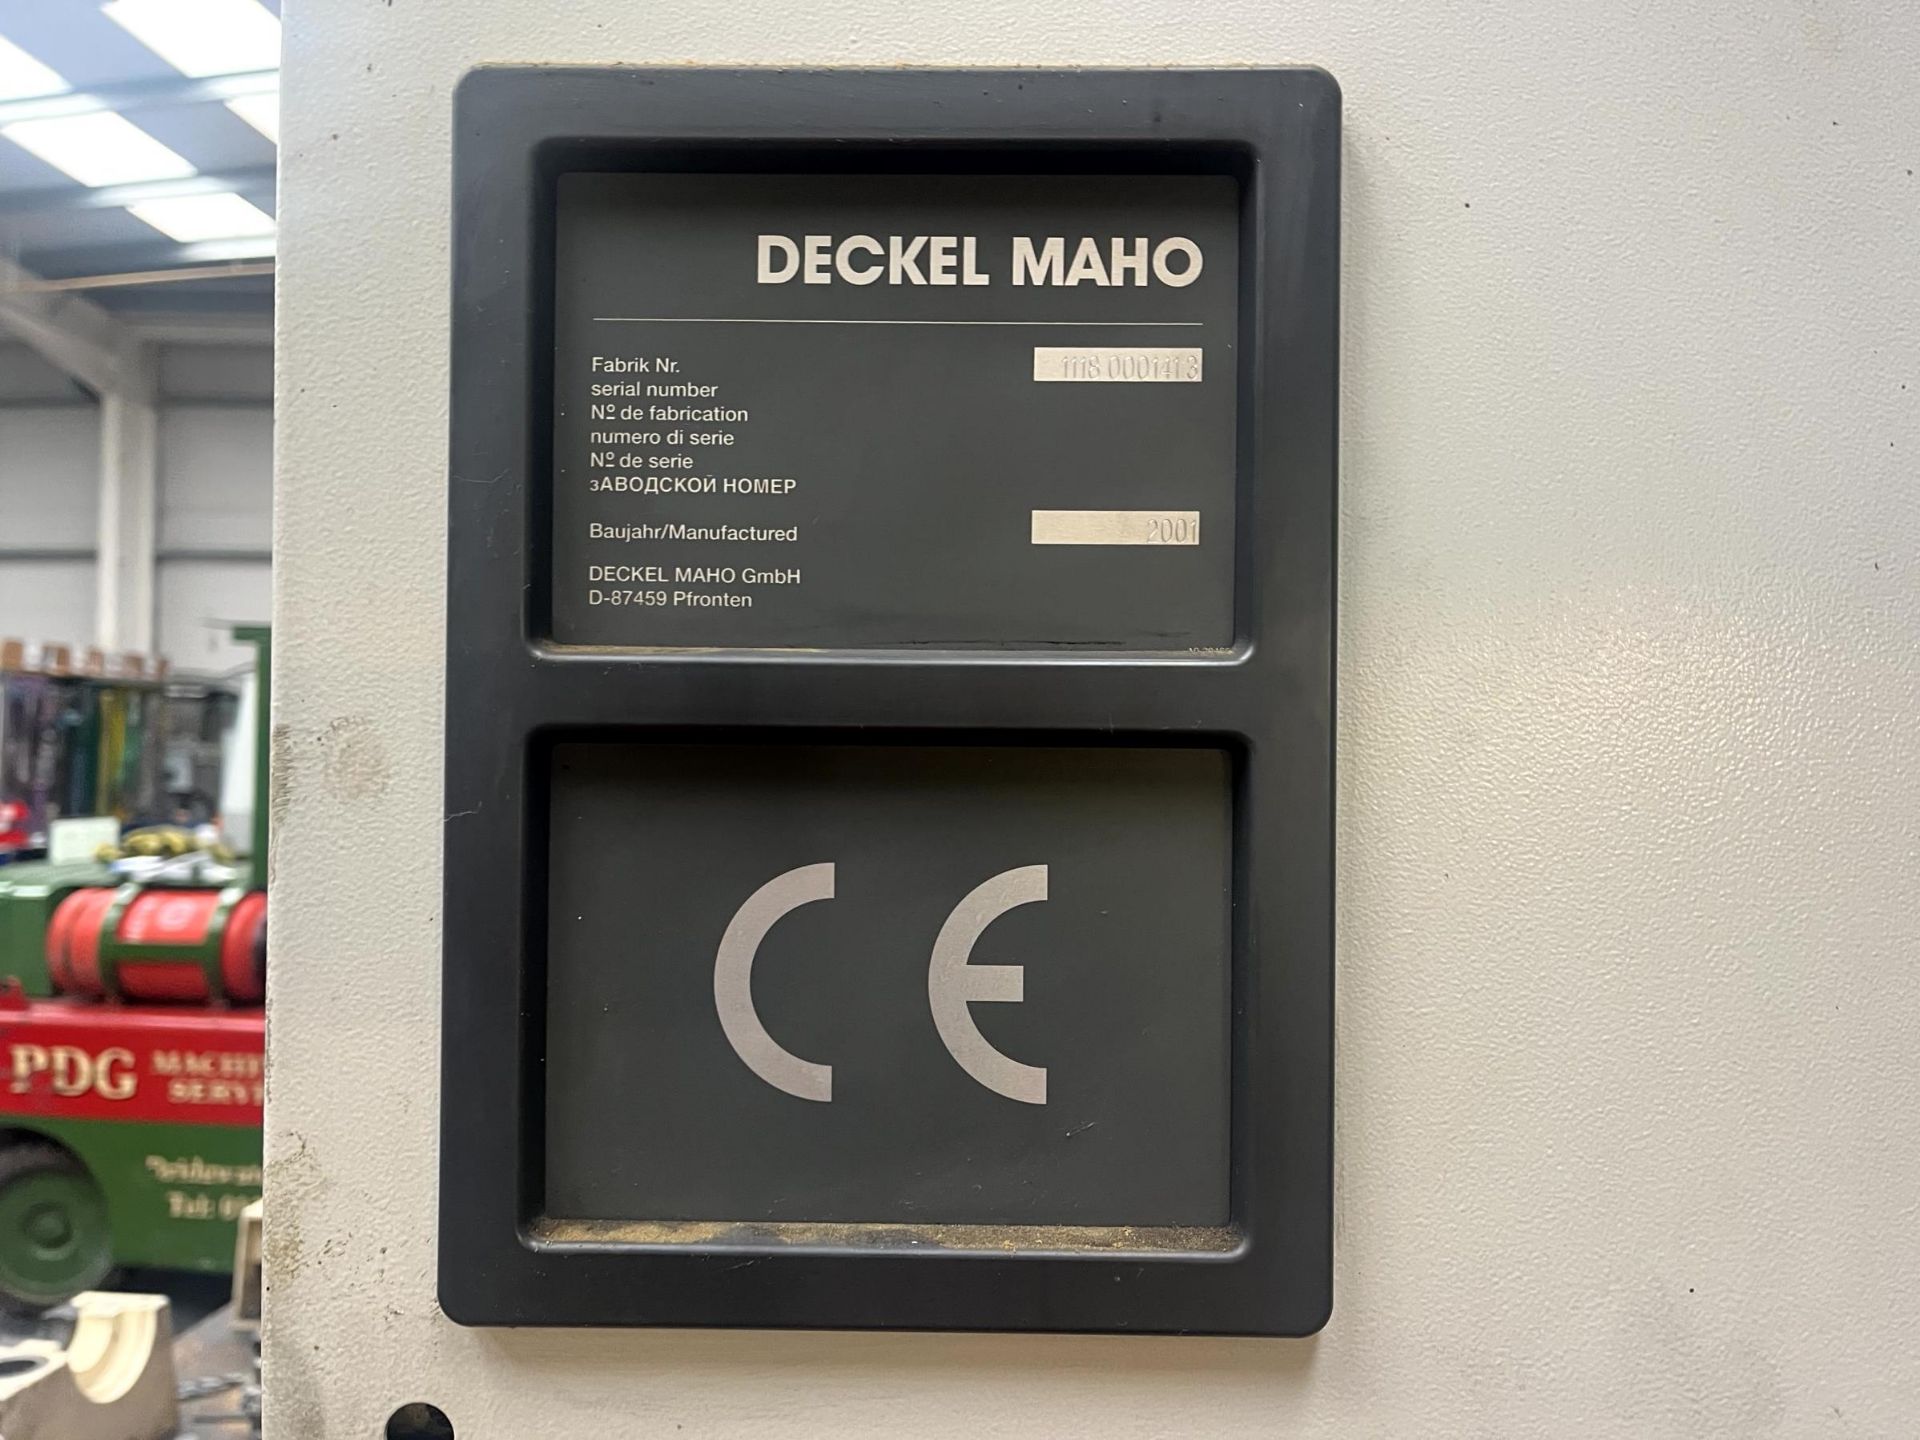 DECKEL MAHO
Fabrik Nr. 1118 0001413
serial number
Nº de fabrication
numero di serie
Nº de serie
зАВОДСКОЙ НОМЕР
Baujahr/Manufactured 2001
DECKEL MAHO GmbH
D-87459 Pfronten
CE
PDG
Tel: